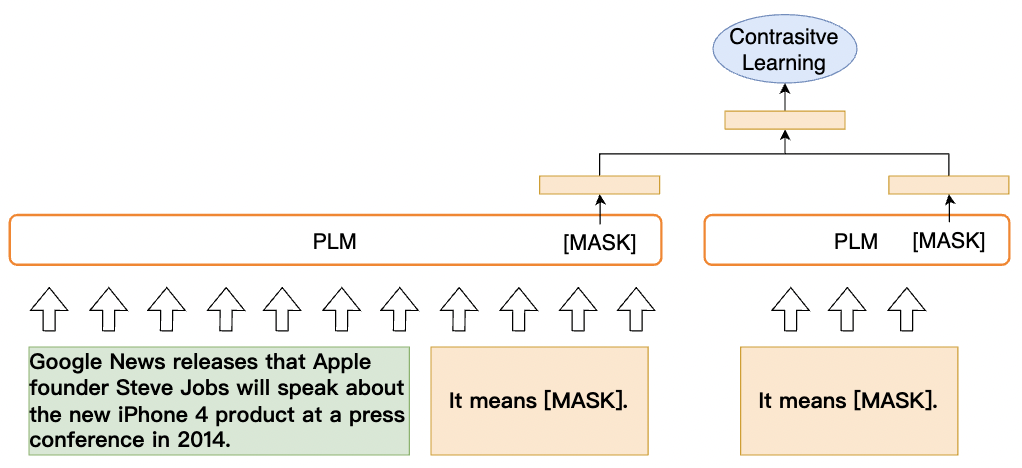 Contrasitve
Learning
PLM
[MASK]
PLM
[MASK]
Google News releases that Apple
founder Steve Jobs will speak about
the new iPhone 4 product at a press
conference in 2014.
It means [MASK].
It means [MASK].